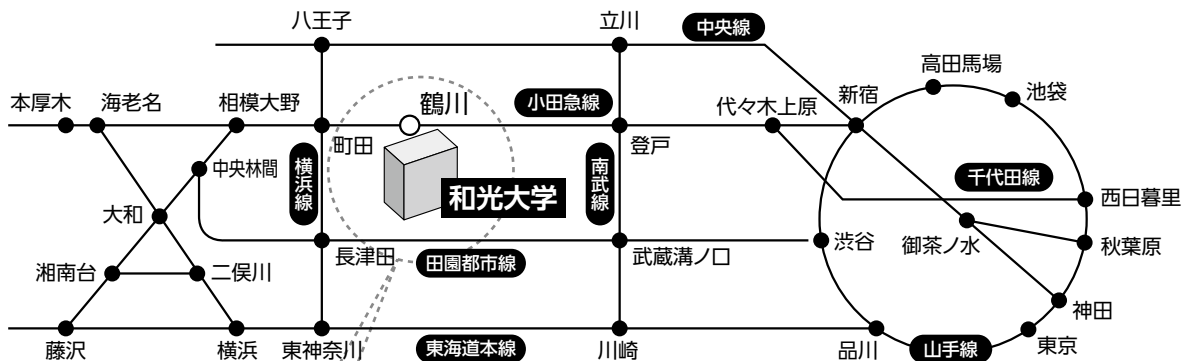 八王子
立川
中央線
高田馬場
池袋
本厚木
海老名
相模大野
鶴川
小田急線
代々木上原
新宿
町田
登戸
中央林間
横浜線
南武線
千代田線
和光大学
西日暮里
大和
御茶ノ水
渋谷
秋葉原
長津田
田園都市線
武蔵溝ノ口
湘南台
二俣川
神田
藤沢
横浜
東神奈川
東海道本線
川崎
品川
山手線
東京